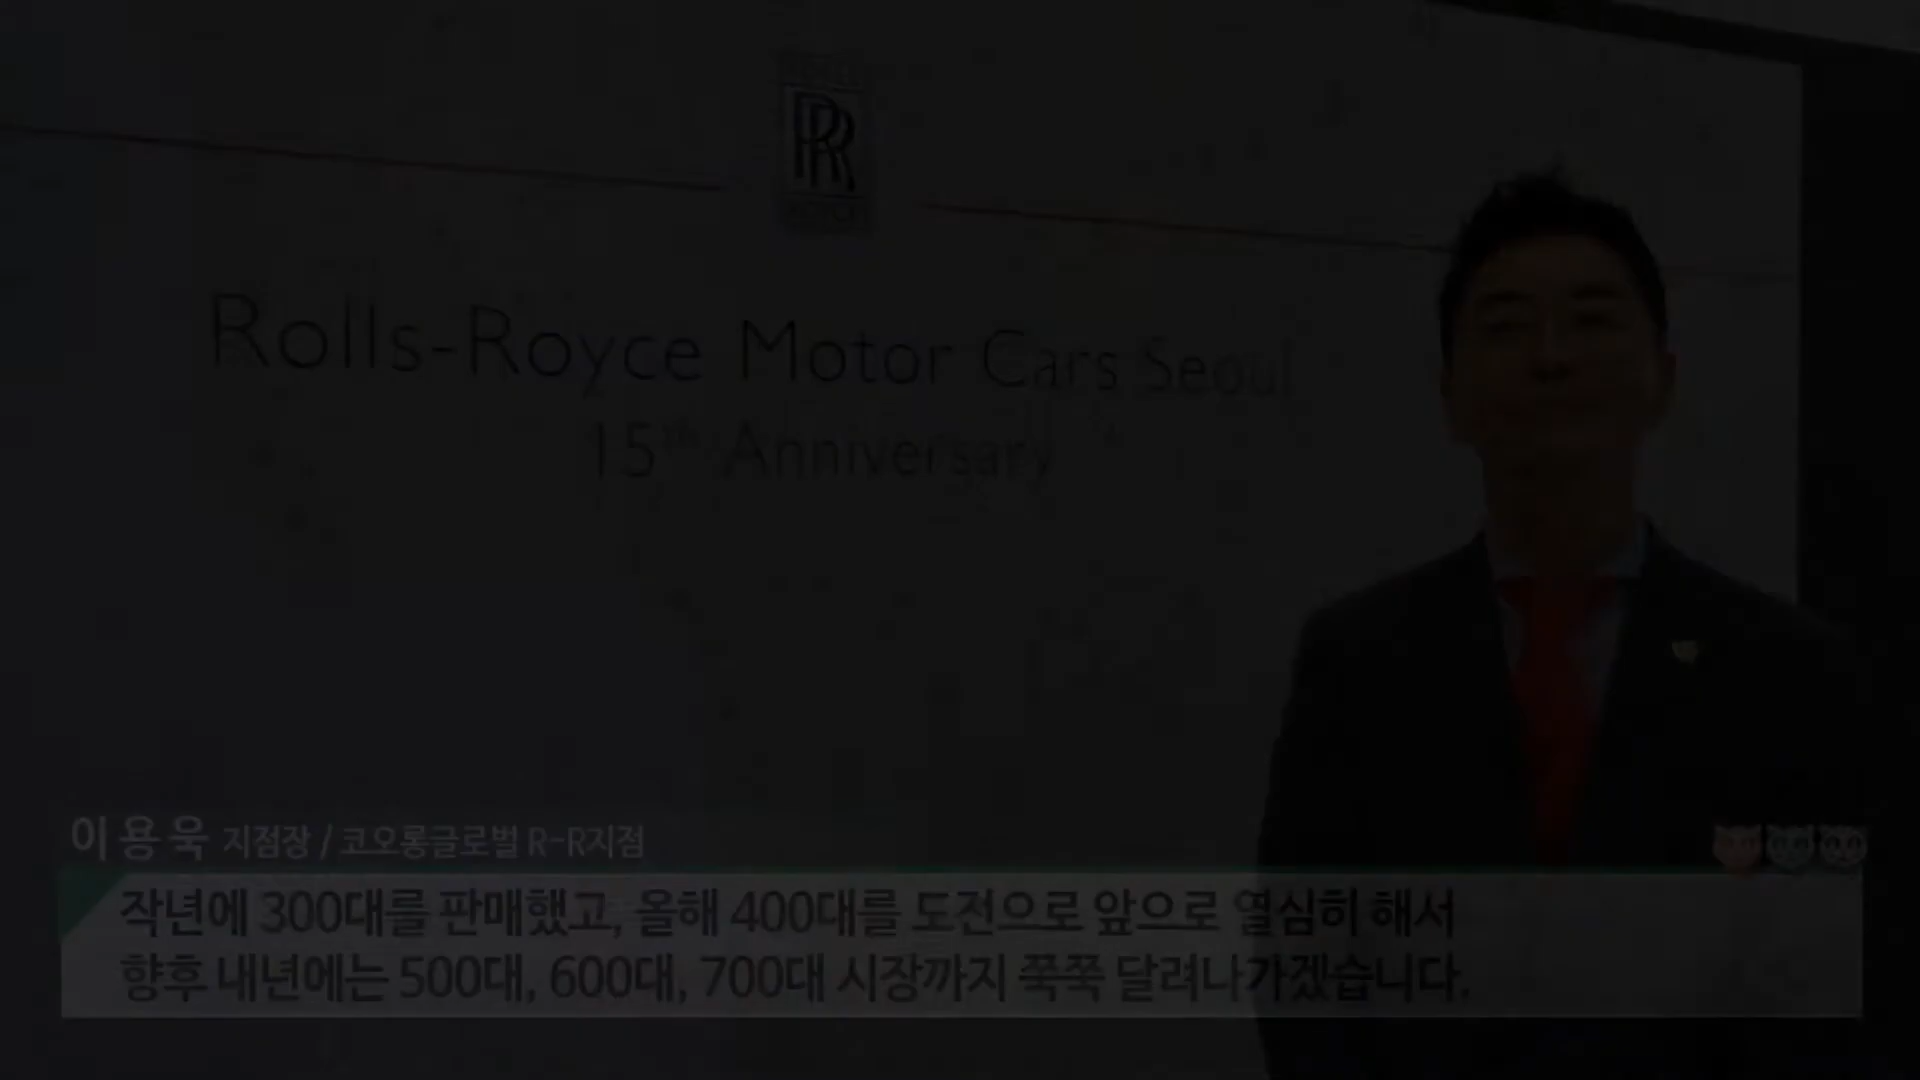 RR
Rolls-Royce Motor Cars Seoul
15th Anniversary
이용욱 지점장 / 코오롱글로벌 R-R지점
작년에 300대를 판매했고, 올해 400대를 도전으로 앞으로 열심히 해서
향후 내년에는 500대, 600대, 700대 시장까지 쭉쭉 달려나가겠습니다.